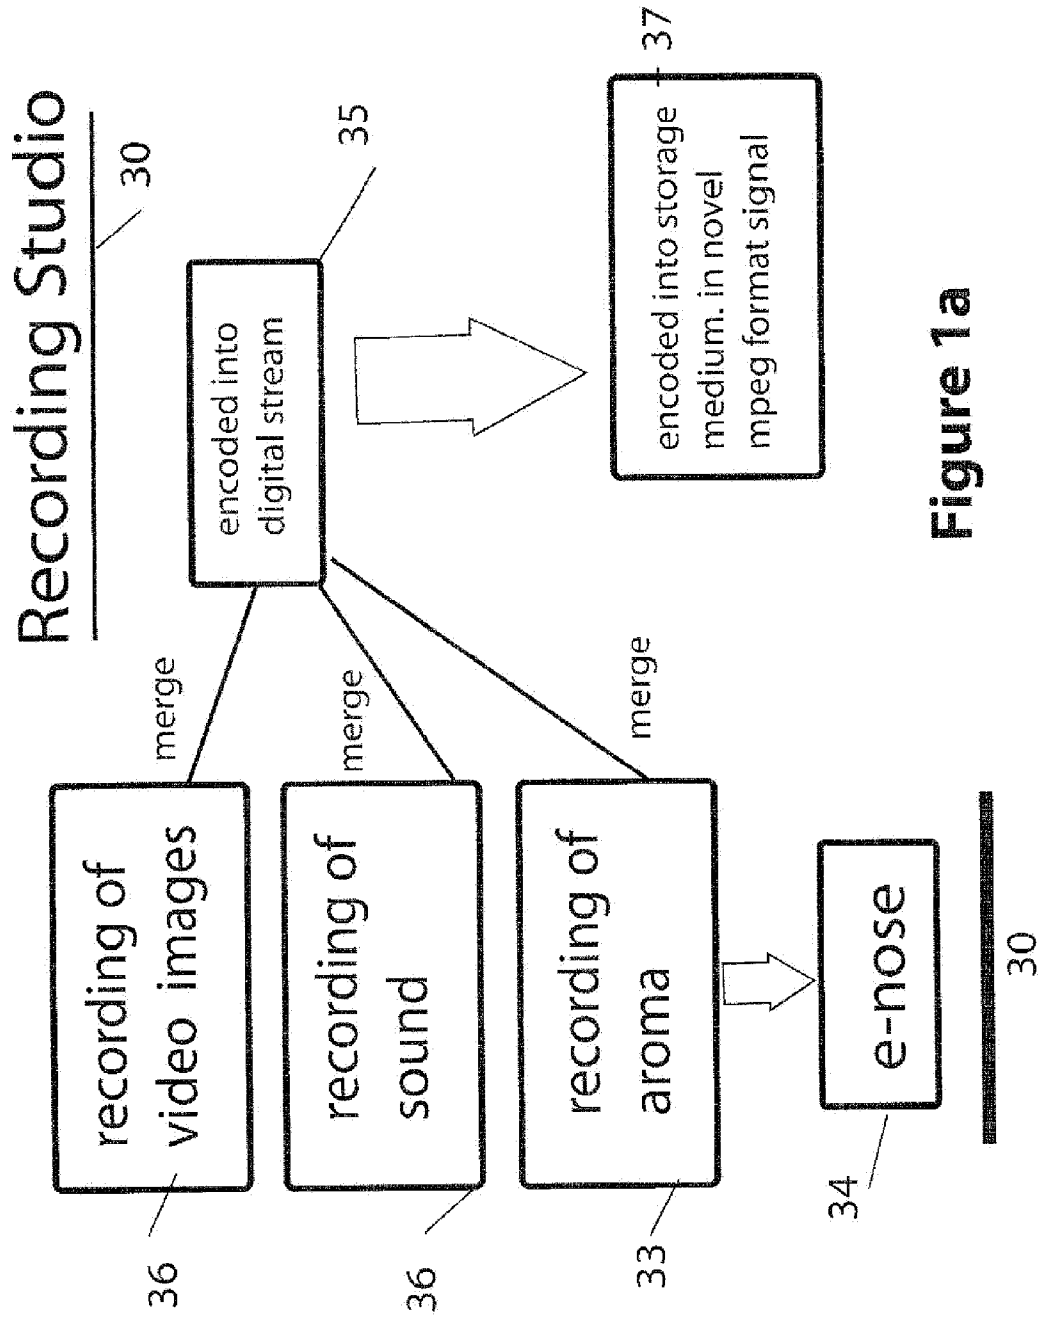 Recording Studio
30
recording of
video images
36
merge
recording of
sound
36
merge
recording of
aroma
33
merge
e-nose
34
30
encoded into
digital stream
35
encoded into storage
medium. in novel
mpeg format signal
37
Figure 1a